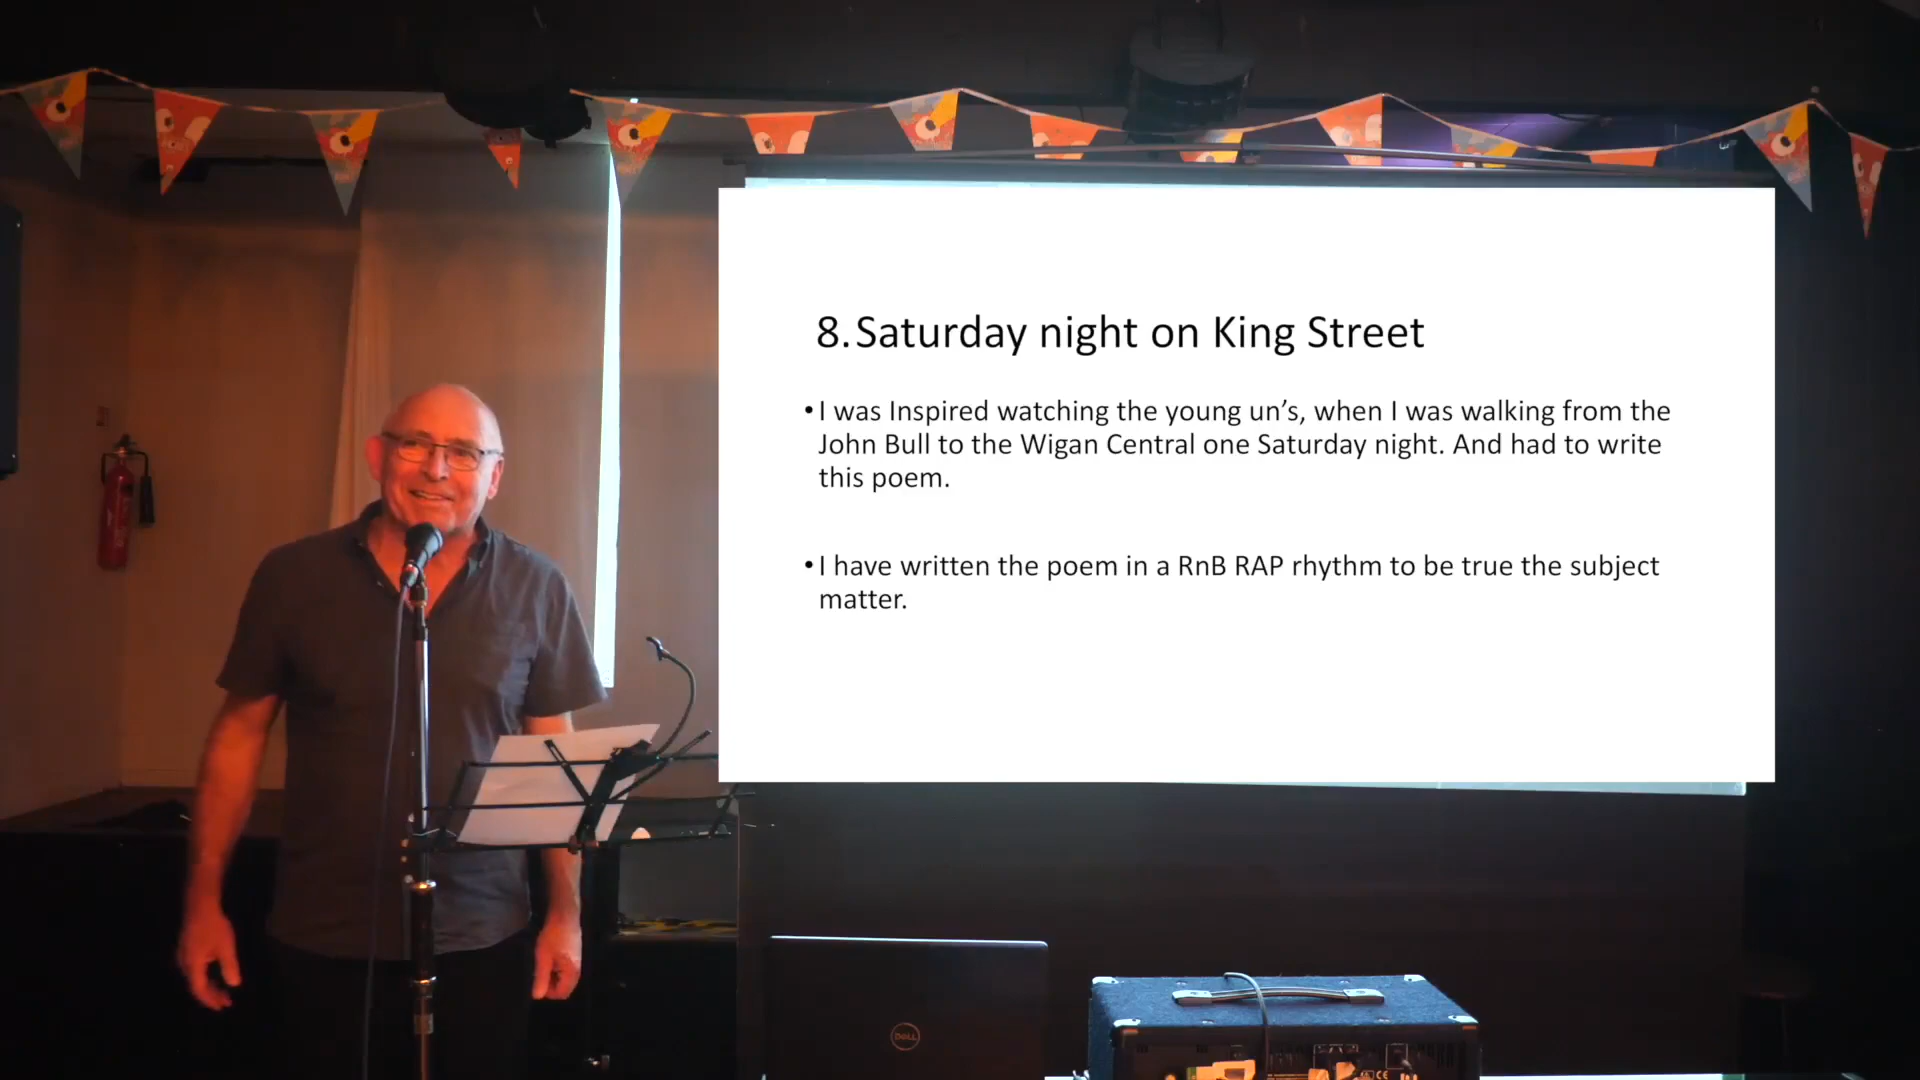 8. Saturday night on King Street
•I was Inspired watching the young un’s, when I was walking from the
John Bull to the Wigan Central one Saturday night. And had to write
this poem.
•I have written the poem in a RnB RAP rhythm to be true the subject
matter.
DELL